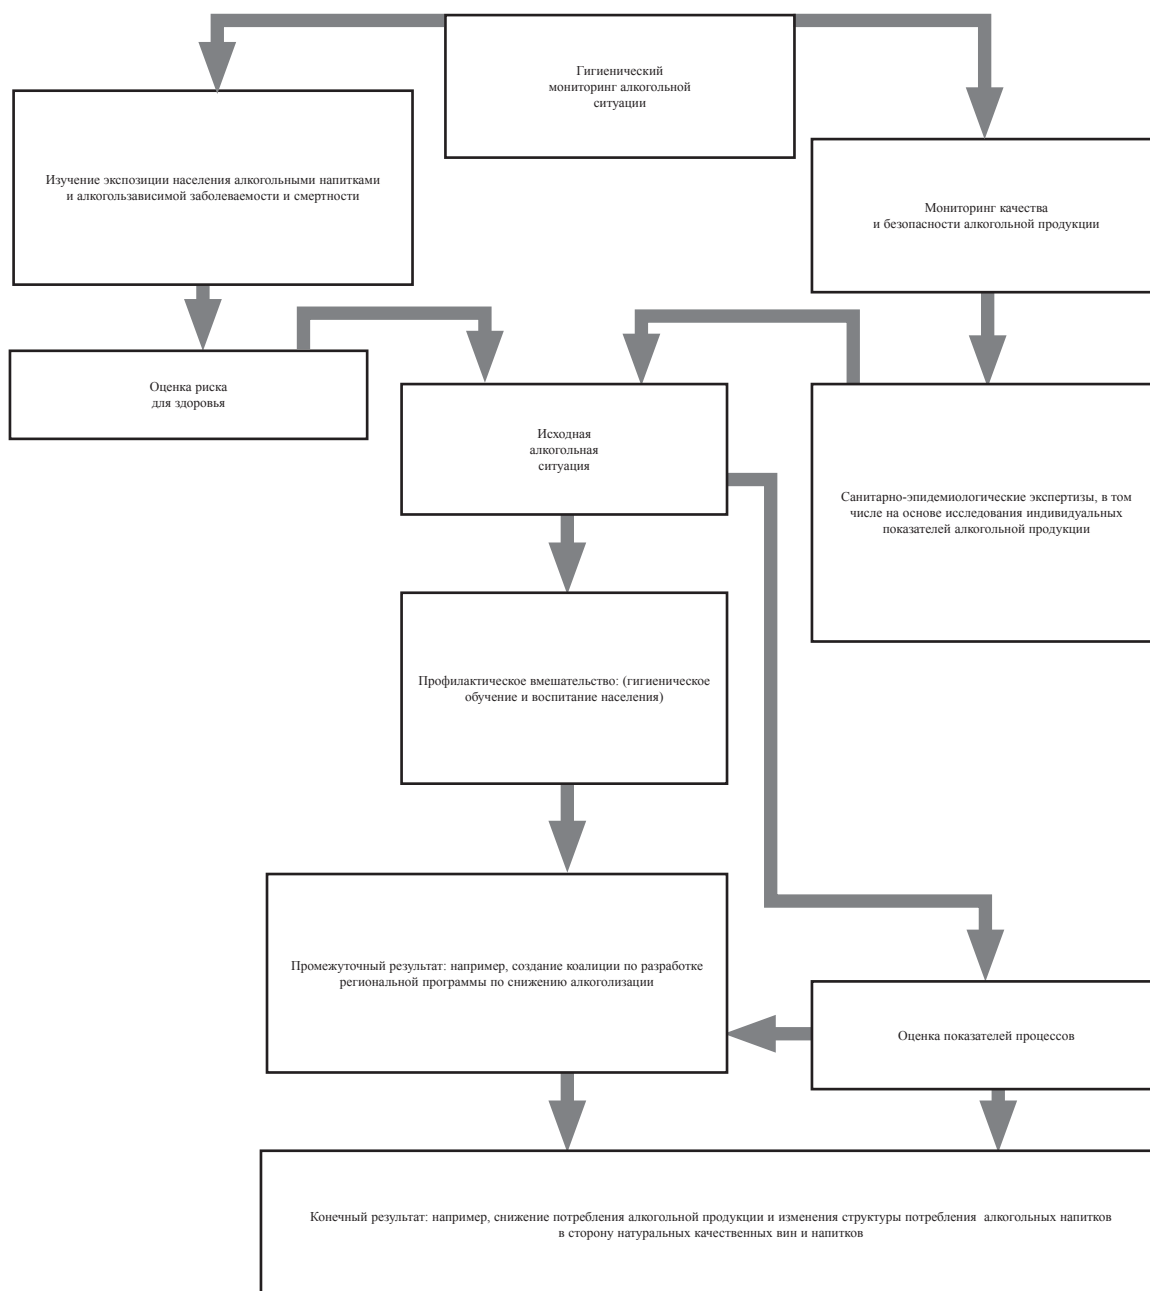 Гигиенический
мониторинг алкогольной
ситуации
Изучение экспозиции населения алкогольными напитками
и алкользависимой заболеваемости и смертности
Мониторинг качества
и безопасности алкогольной продукции
Оценка риска
для здоровья
Исходная
алкогольная
ситуация
Санитарно-эпидемиологические экспертизы, в том
числе на основе исследования индивидуальных
показателей алкогольной продукции
Профилактическое вмешательство: (гигиеническое
обучение и воспитание населения)
Промежуточный результат: например, создание коалиции по разработке
региональной программы по снижению алкоголизации
Оценка показателей процессов
Конечный результат: например, снижение потребления алкогольной продукции и изменения структуры потребления алкогольных напитков
в сторону натуральных качественных вин и напитков